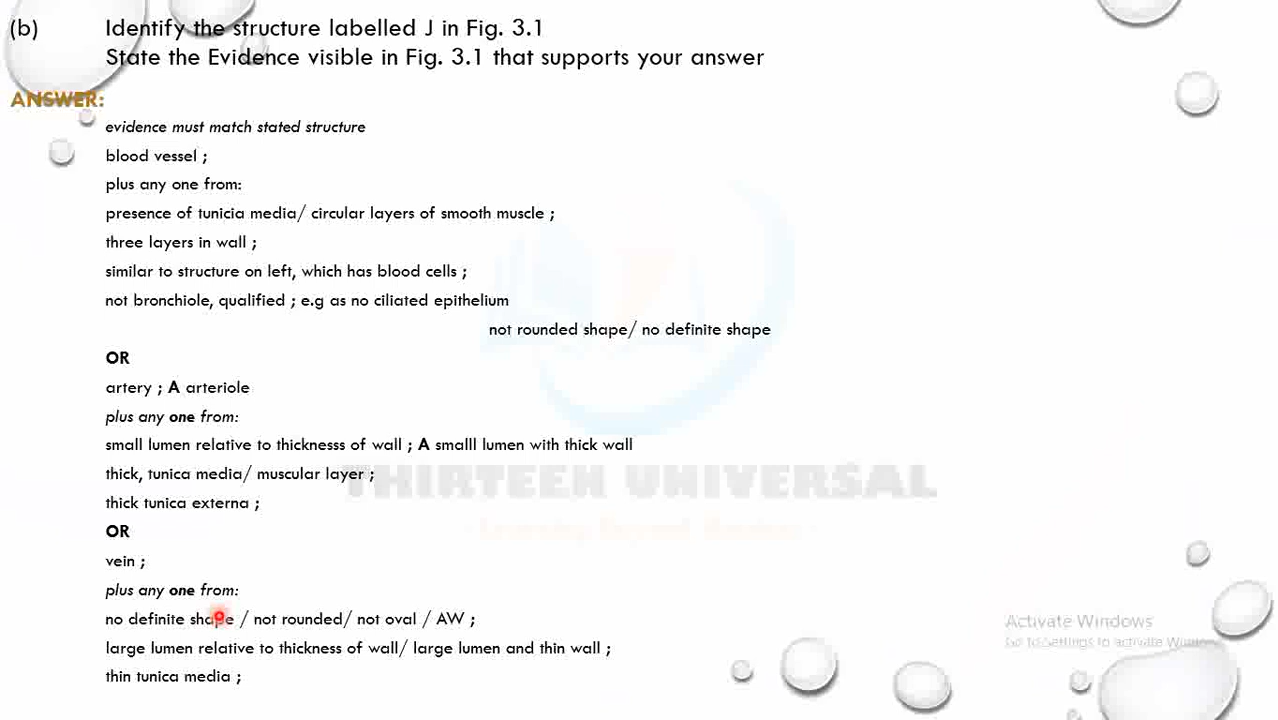 (b) Identify the structure labelled J in Fig. 3.1
State the Evidence visible in Fig. 3.1 that supports your answer
ANSWER:
evidence must match stated structure
blood vessel ;
plus any one from:
presence of tunicia media/ circular layers of smooth muscle ;
three layers in wall ;
similar to structure on left, which has blood cells ;
not bronchiole, qualified ; e.g as no ciliated epithelium
not rounded shape/ no definite shape
OR
artery ; A arteriole
plus any one from:
small lumen relative to thicknesss of wall ; A smalll lumen with thick wall
thick, tunica media/ muscular layer ;
THIRTEEN UNIVERSAL
thick tunica externa ;
OR
vein ;
plus any one from:
no definite shape / not rounded/ not oval / AW ;
Activate Windows
Go to Settings to activate Windows
large lumen relative to thickness of wall/ large lumen and thin wall ;
thin tunica media ;